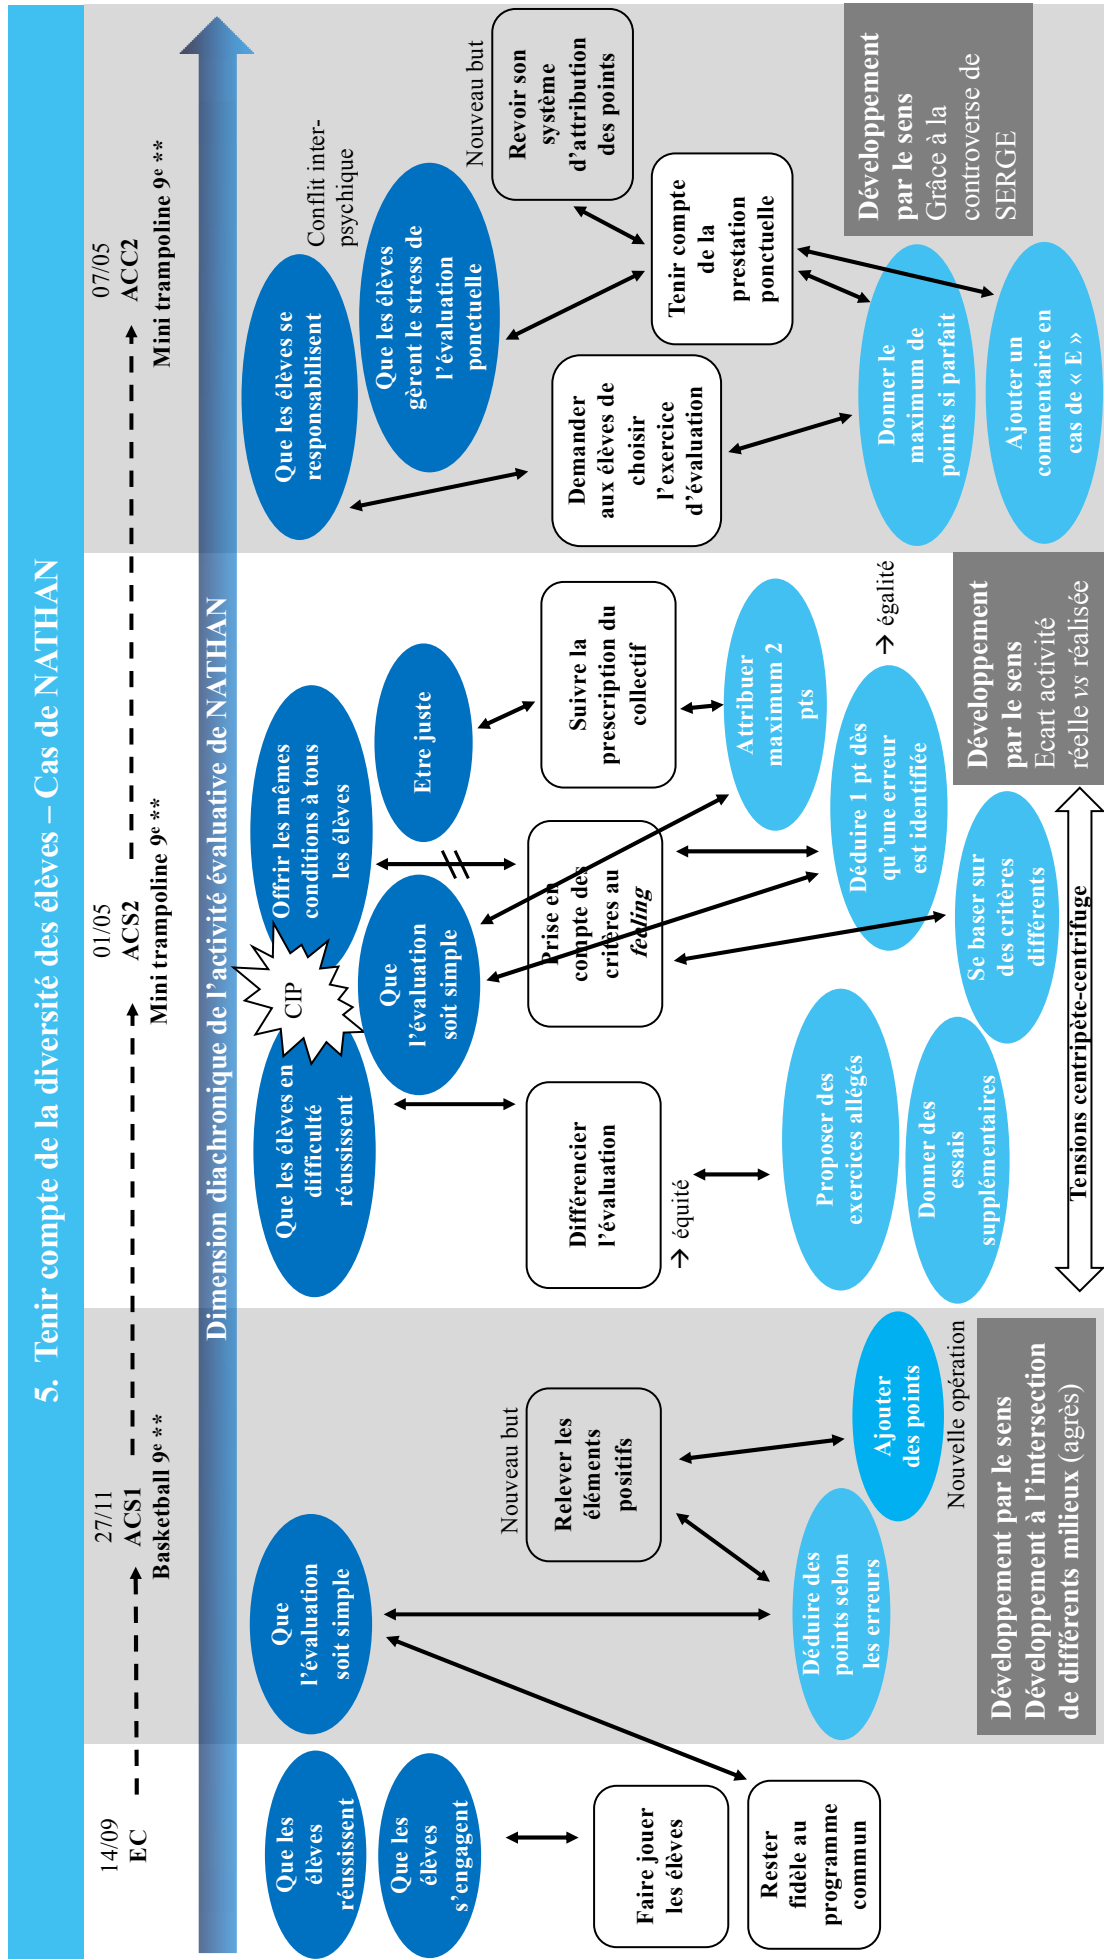 5. Tenir compte de la diversité des élèves – Cas de NATHAN
14/09
EC
27/11
ACS1
Basketball 9e **
01/05
ACS2
Mini trampoline 9e **
07/05
ACC2
Mini trampoline 9e **
Dimension diachronique de l’activité évaluative de NATHAN
Que les
élèves
réussissent
Que les
élèves
s’engagent
Faire jouer
les élèves
Rester
fidèle au
programme
commun
Que
l’évaluation
soit simple
Nouveau but
Relever les
éléments
positifs
Déduire des
points selon
les erreurs
Ajouter
des points
Nouvelle opération
Développement par le sens
Développement à l’intersection
de différents milieux (agrès)
Que les élèves en
difficulté
réussissent
CIP
Offrir les mêmes
conditions à tous
les élèves
Que
l’évaluation
soit simple
Etre juste
Différencier
l’évaluation
→ équité
Prise en
compte des
critères au
feeling
Suivre la
prescription du
collectif
Proposer des
exercices allégés
Donner des
essais
supplémentaires
Attribuer
maximum 2
pts
Déduire 1 pt dès
qu’une erreur
est identifiée
→ égalité
Se baser sur
des critères
différents
Tensions centripète-centrifuge
Développement
par le sens
Ecart activité
réelle vs réalisée
Que les élèves se
responsabilisent
Conflit inter-
psychique
Que les élèves
gèrent le stress de
l’évaluation
ponctuelle
Nouveau but
Revoir son
système
d’attribution
des points
Demander
aux élèves de
choisir
l’exercice
d’évaluation
Tenir compte
de la
prestation
ponctuelle
Donner le
maximum de
points si parfait
Ajouter un
commentaire en
cas de « E »
Développement
par le sens
Grâce à la
controverse de
SERGE